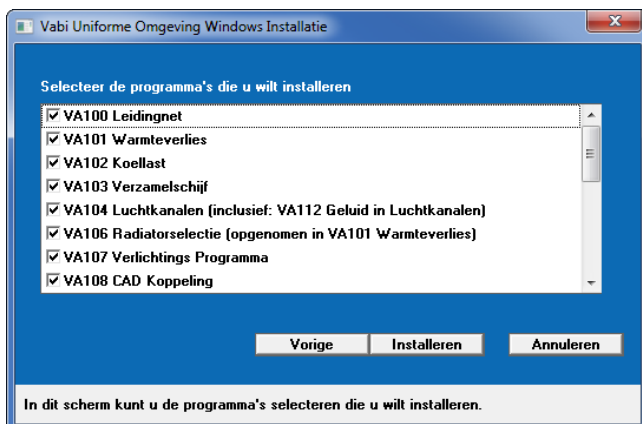 Vabi Uniforme Omgeving Windows Installatie
Selecteer de programma's die u wilt installeren
VA100 Leidingnet
VA101 Warmteverlies
VA102 Koellast
VA103 Verzamelschijf
VA104 Luchtkanalen (inclusief: VA112 Geluid in Luchtkanalen)
VA106 Radiatorselectie (opgenomen in VA101 Warmteverlies)
VA107 Verlichtings Programma
VA108 CAD Koppeling
Vorige Installeren Annuleren
In dit scherm kunt u de programma's selecteren die u wilt installeren.